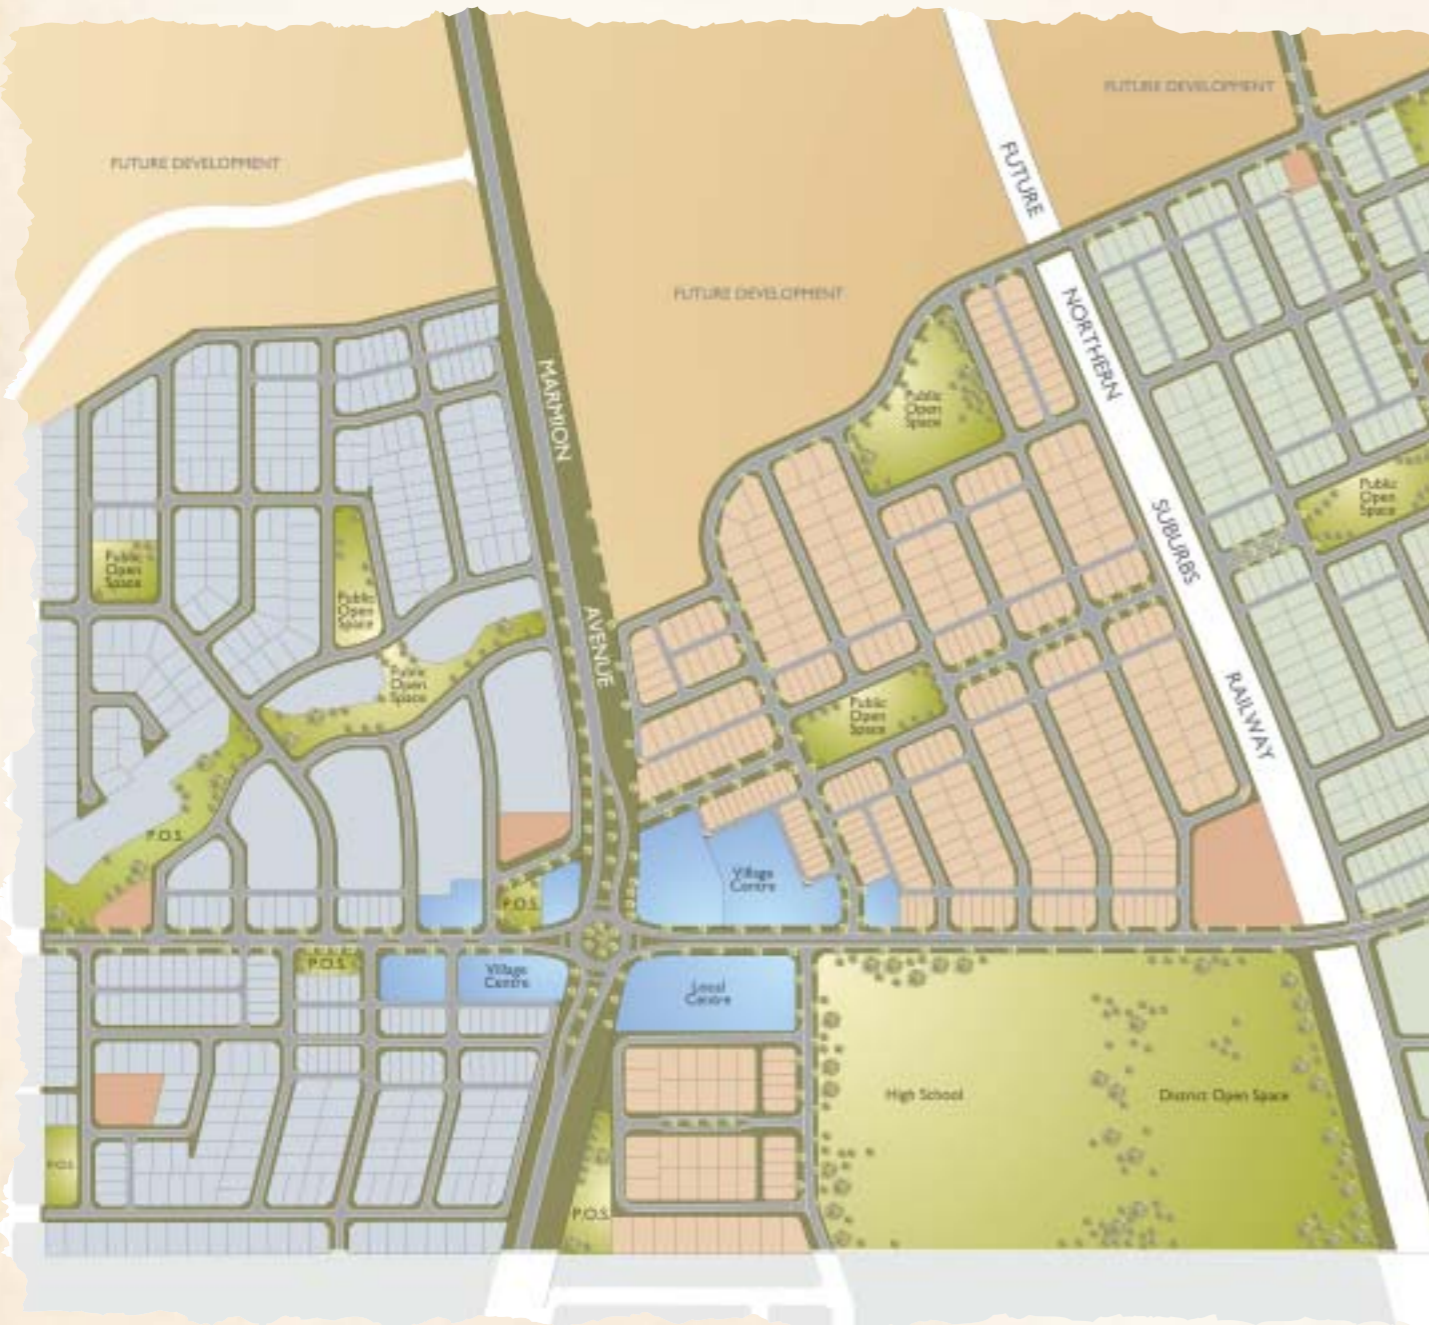 FUTURE DEVELOPMENT
FUTURE DEVELOPMENT
FUTURE DEVELOPMENT
FUTURE
NORTHERN
SUBURBS
RAILWAY
MARMION
AVENUE
Public
Open
Space
Public
Open
Space
Public
Open
Space
Public
Open
Space
Public
Open
Space
Public
Open
Space
P.O.S.
P.O.S.
Village
Centre
P.O.S.
Village
Centre
Local
Centre
High School
District Open Space
P.O.S.
P.O.S.